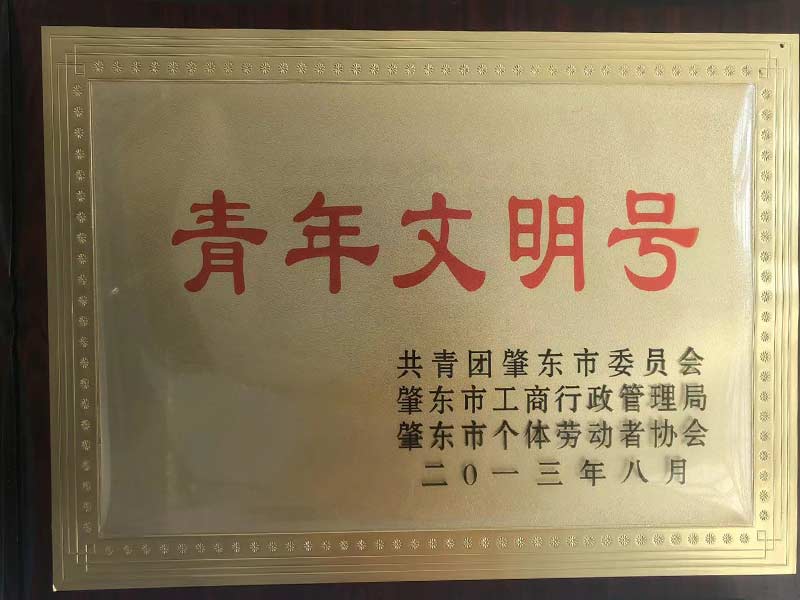 青年文明号
共青团肇东市委员会
肇东市工商行政管理局
肇东市个体劳动者协会
二0一三年八月